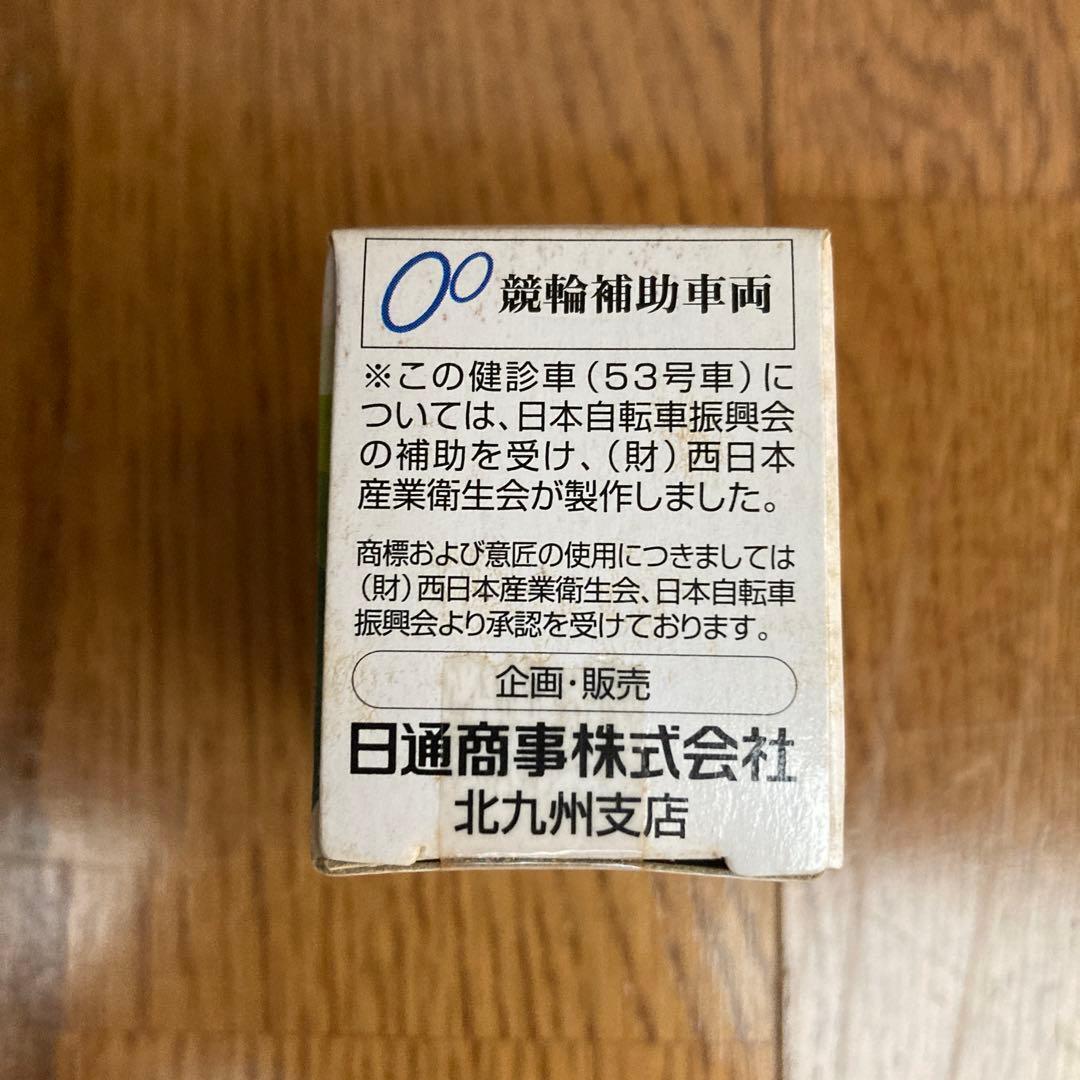 競輪補助車両
※この健診車（53号車）に
ついては、日本自転車振興会
の補助を受け、（財）西日本
産業衛生会が製作しました。
商標および意匠の使用につきましては
（財）西日本産業衛生会、日本自転車
振興会より承認を受けております。
企画・販売
日通商事株式会社
北九州支店